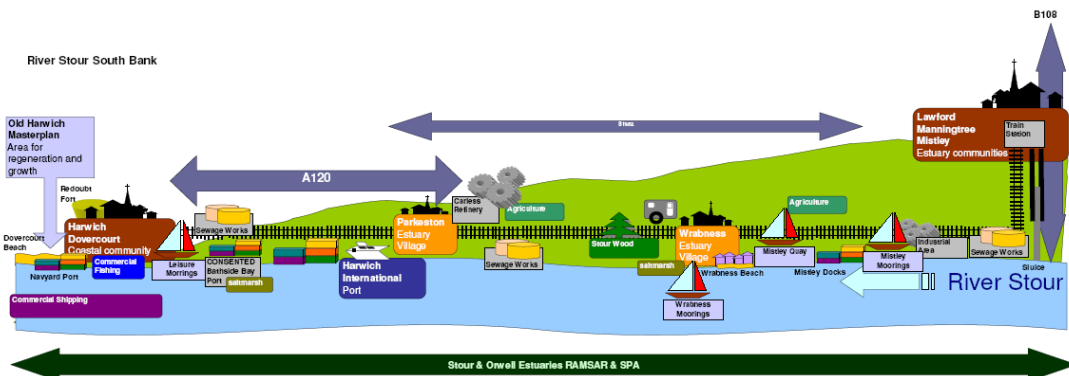 B108
River Stour South Bank
Old Harwich
Masterplan
Area for
regeneration and
growth
Lawford
Manningtree
Mistley
Estuary communities
Train
Station
A120
Redoubt
Fort
Carless
Refinery
Agriculture
Agriculture
Dovercourt
Beach
Harwich
Dovercourt
Coastal community
Sewage Works
Parkeston
Estuary
Village
Stour Wood
Wrabness
Estuary
Village
Mistley Quay
Mistley
Moorings
Industrial
Area
Sewage Works
Navyard Port
Commercial
Fishing
Leisure
Morrings
CONSENTED
Bathside Bay
Port
saltmarsh
Harwich
International
Port
Sewage Works
saltmarsh
Wrabness Beach
Mistley Docks
Sluice
Wrabness
Moorings
River Stour
Commercial Shipping
Stour & Orwell Estuaries RAMSAR & SPA